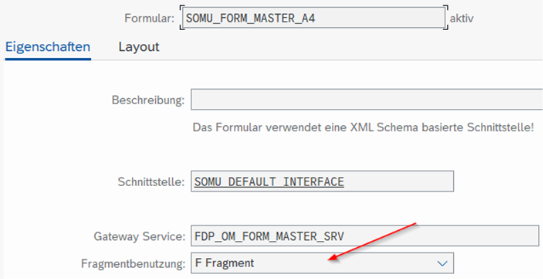 Formular: SOMU_FORM_MASTER_A4 aktiv
Eigenschaften Layout
Beschreibung:
Das Formular verwendet eine XML Schema basierte Schnittstelle!
Schnittstelle: SOMU_DEFAULT_INTERFACE
Gateway Service: FDP_OM_FORM_MASTER_SRV
Fragmentbenutzung: F Fragment